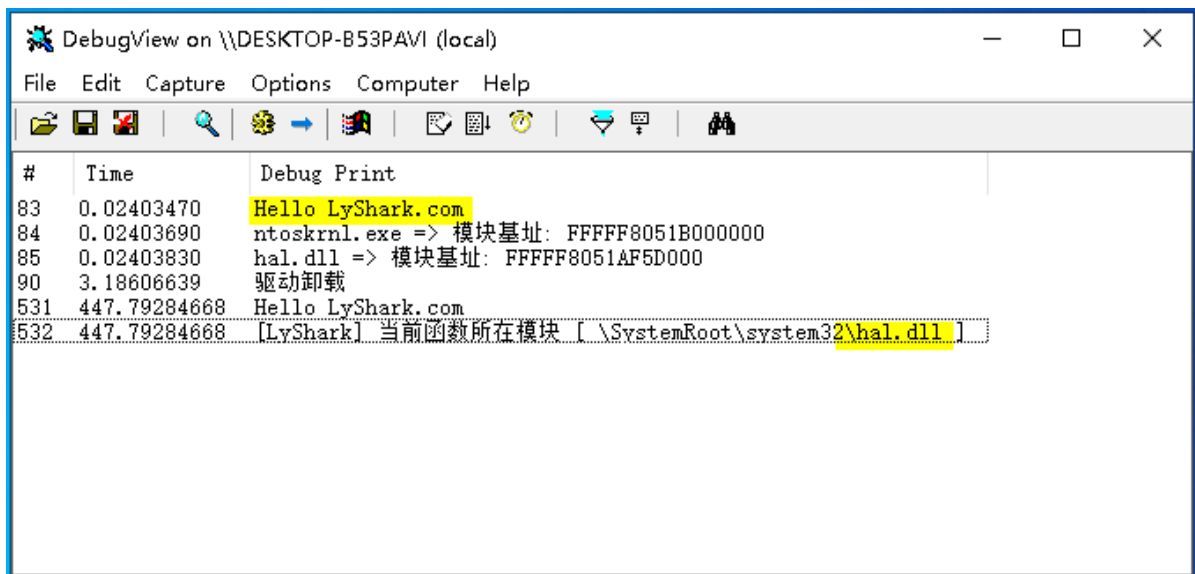 DebugView on \\DESKTOP-B53PAVI (local)
File Edit Capture Options Computer Help
# Time Debug Print
83 0.02403470 Hello LyShark.com
84 0.02403690 ntoskrnl.exe => 模块基址: FFFFF8051B000000
85 0.02403830 hal.dll => 模块基址: FFFFF8051AF5D000
90 3.18606639 驱动卸载
531 447.79284668 Hello LyShark.com
532 447.79284668 [LyShark] 当前函数所在模块 [ \SystemRoot\system32\hal.dll ]